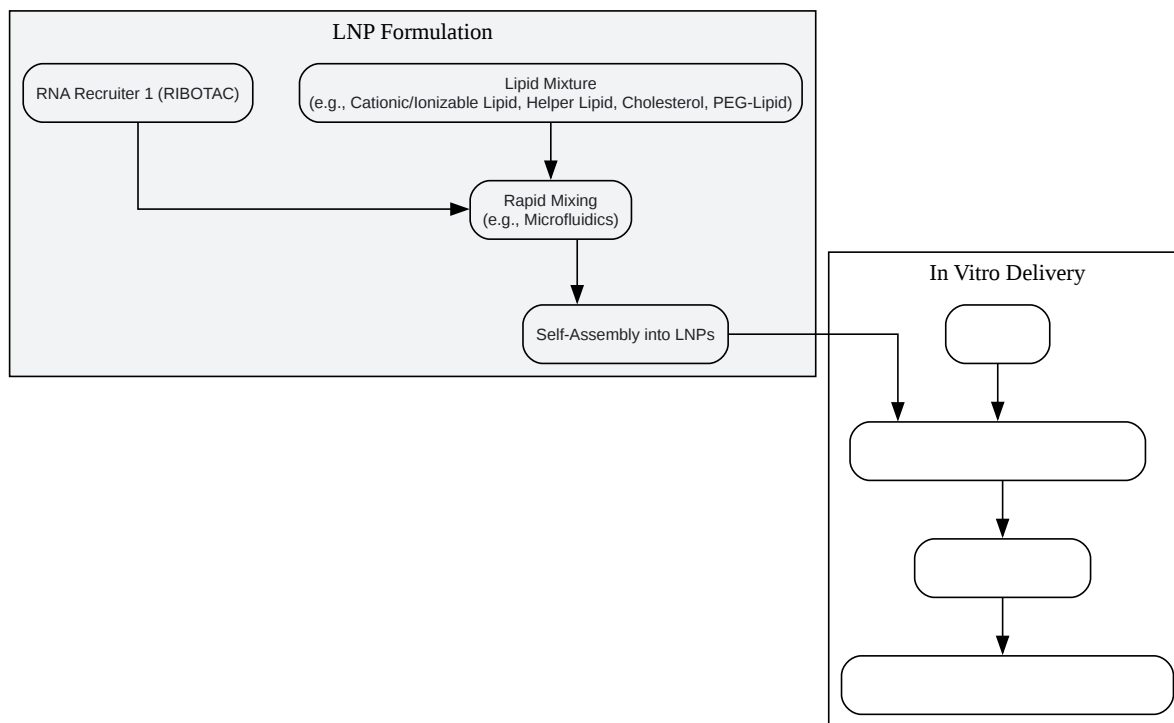 LNP Formulation
RNA Recruiter 1 (RIBOTAC)
Lipid Mixture
(e.g., Cationic/Ionizable Lipid, Helper Lipid, Cholesterol, PEG-Lipid)
Rapid Mixing
(e.g., Microfluidics)
Self-Assembly into LNPs
In Vitro Delivery